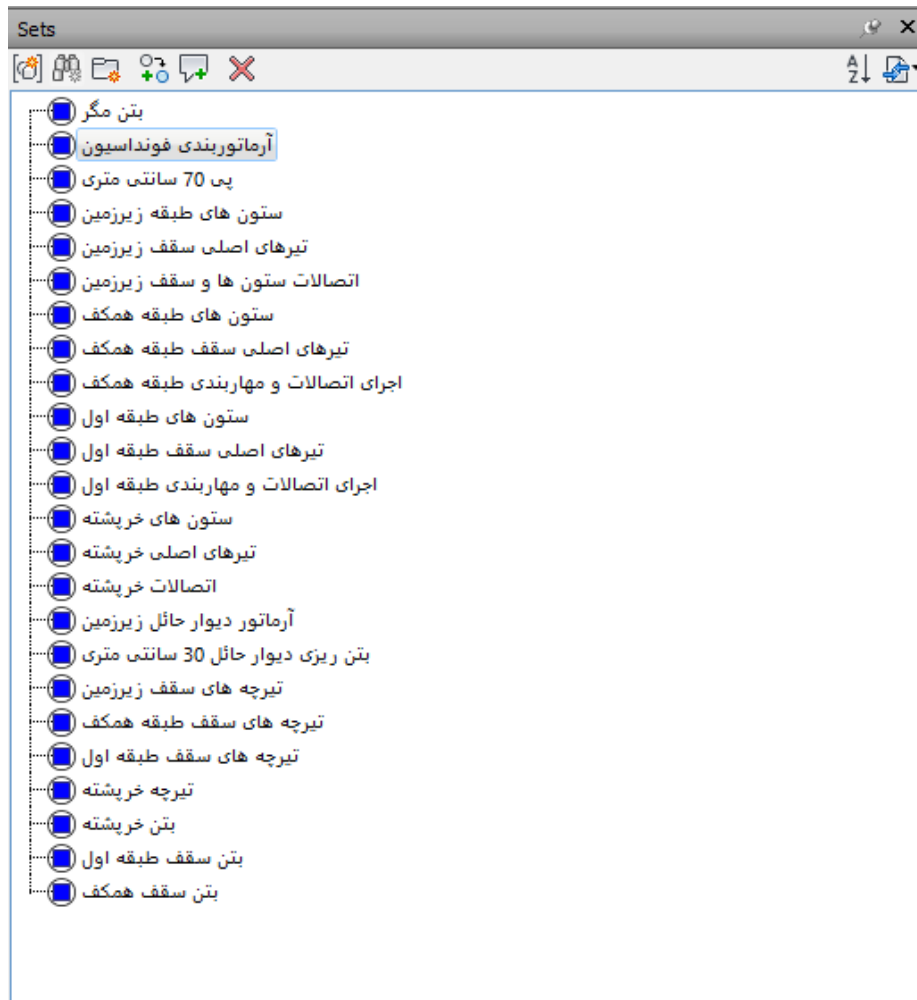 Sets
بتن مگر
آرماتوربندی فونداسیون
پی 70 سانتی متری
ستون های طبقه زیرزمین
تیرهای اصلی سقف زیرزمین
اتصالات ستون ها و سقف زیرزمین
ستون های طبقه همکف
تیرهای اصلی سقف طبقه همکف
اجرای اتصالات و مهاربندی طبقه همکف
ستون های طبقه اول
تیرهای اصلی سقف طبقه اول
اجرای اتصالات و مهاربندی طبقه اول
ستون های خرپشته
تیرهای اصلی خرپشته
اتصالات خرپشته
آرماتور دیوار حائل زیرزمین
بتن ریزی دیوار حائل 30 سانتی متری
تیرچه های سقف زیرزمین
تیرچه های سقف طبقه همکف
تیرچه های سقف طبقه اول
تیرچه خرپشته
بتن خرپشته
بتن سقف طبقه اول
بتن سقف همکف